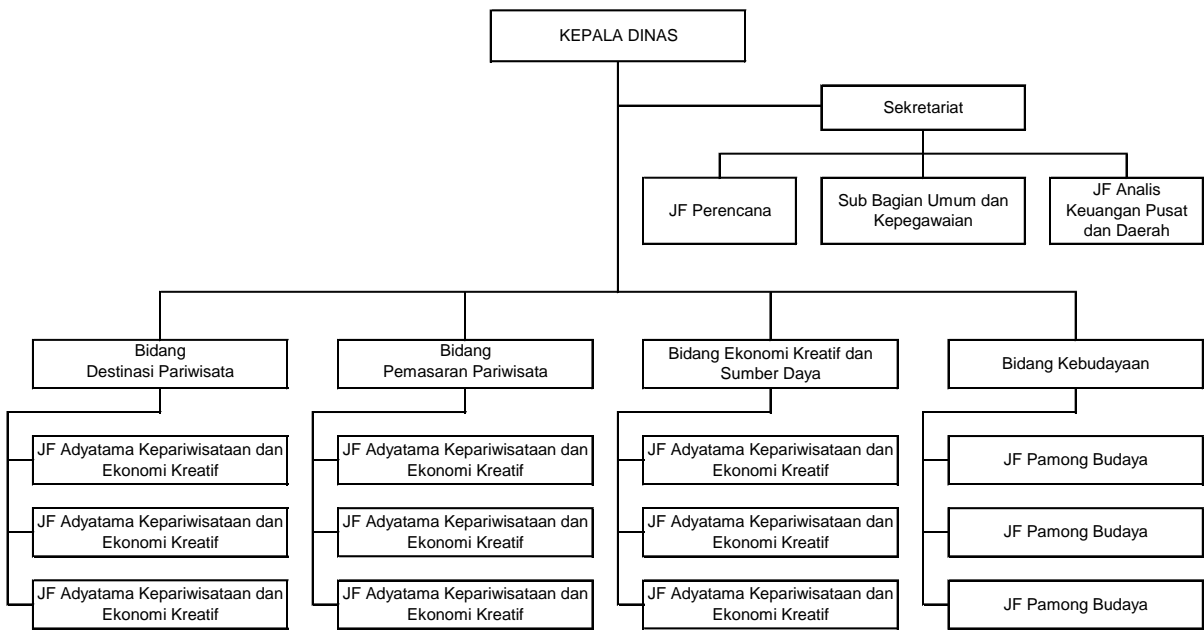 KEPALA DINAS
Sekretariat
JF Perencana
Sub Bagian Umum dan
Kepegawaian
JF Analis
Keuangan Pusat
dan Daerah
Bidang
Destinasi Pariwisata
Bidang
Pemasaran Pariwisata
Bidang Ekonomi Kreatif dan
Sumber Daya
Bidang Kebudayaan
JF Adyatama Kepariwisataan dan
Ekonomi Kreatif
JF Adyatama Kepariwisataan dan
Ekonomi Kreatif
JF Adyatama Kepariwisataan dan
Ekonomi Kreatif
JF Pamong Budaya
JF Adyatama Kepariwisataan dan
Ekonomi Kreatif
JF Adyatama Kepariwisataan dan
Ekonomi Kreatif
JF Adyatama Kepariwisataan dan
Ekonomi Kreatif
JF Pamong Budaya
JF Adyatama Kepariwisataan dan
Ekonomi Kreatif
JF Adyatama Kepariwisataan dan
Ekonomi Kreatif
JF Adyatama Kepariwisataan dan
Ekonomi Kreatif
JF Pamong Budaya